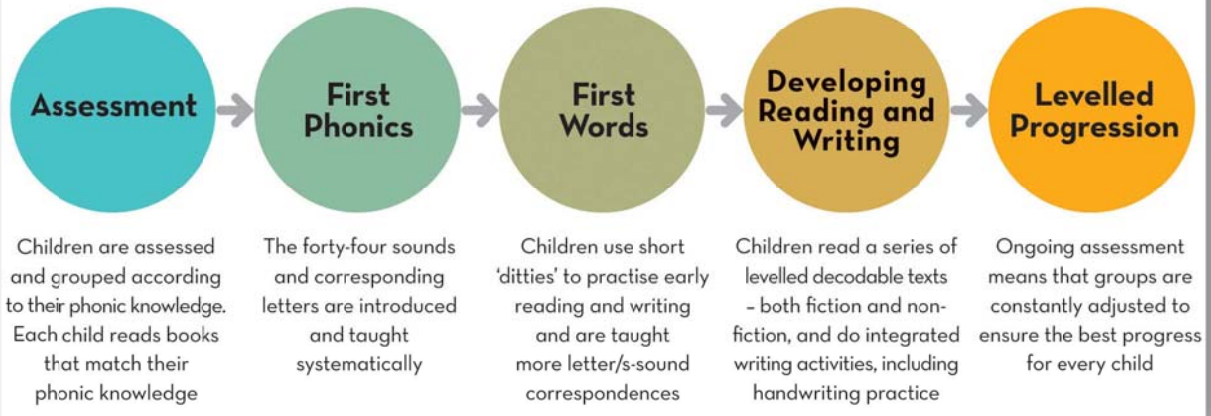 Assessment
First
Phonics
First
Words
Developing
Reading and
Writing
Levelled
Progression
Children are assessed
and grouped according
to their phonic knowledge.
Each child reads books
that match their
phonic knowledge
The forty-four sounds
and corresponding
letters are introduced
and taught
systematically
Children use short
'ditties' to practise early
reading and writing
and are taught
more letter/s-sound
correspondences
Children read a series of
levelled decodable texts
– both fiction and non-
fiction, and do integrated
writing activities, including
handwriting practice
Ongoing assessment
means that groups are
constantly adjusted to
ensure the best progress
for every child